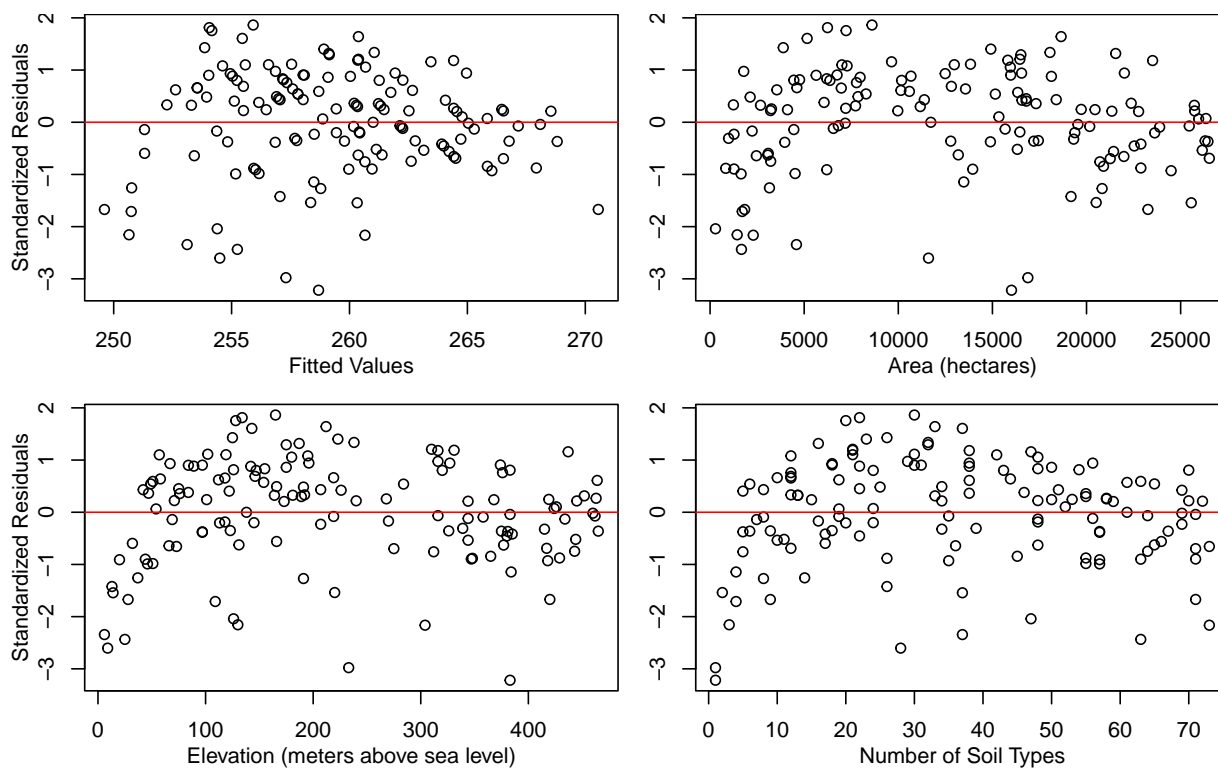 Standardized Residuals
2
1
0
−1
−2
−3
250 255 260 265 270
Fitted Values
2
1
0
−1
−2
−3
0 5000 10000 15000 20000 25000
Area (hectares)
Standardized Residuals
2
1
0
−1
−2
−3
0 100 200 300 400
Elevation (meters above sea level)
2
1
0
−1
−2
−3
0 10 20 30 40 50 60 70
Number of Soil Types